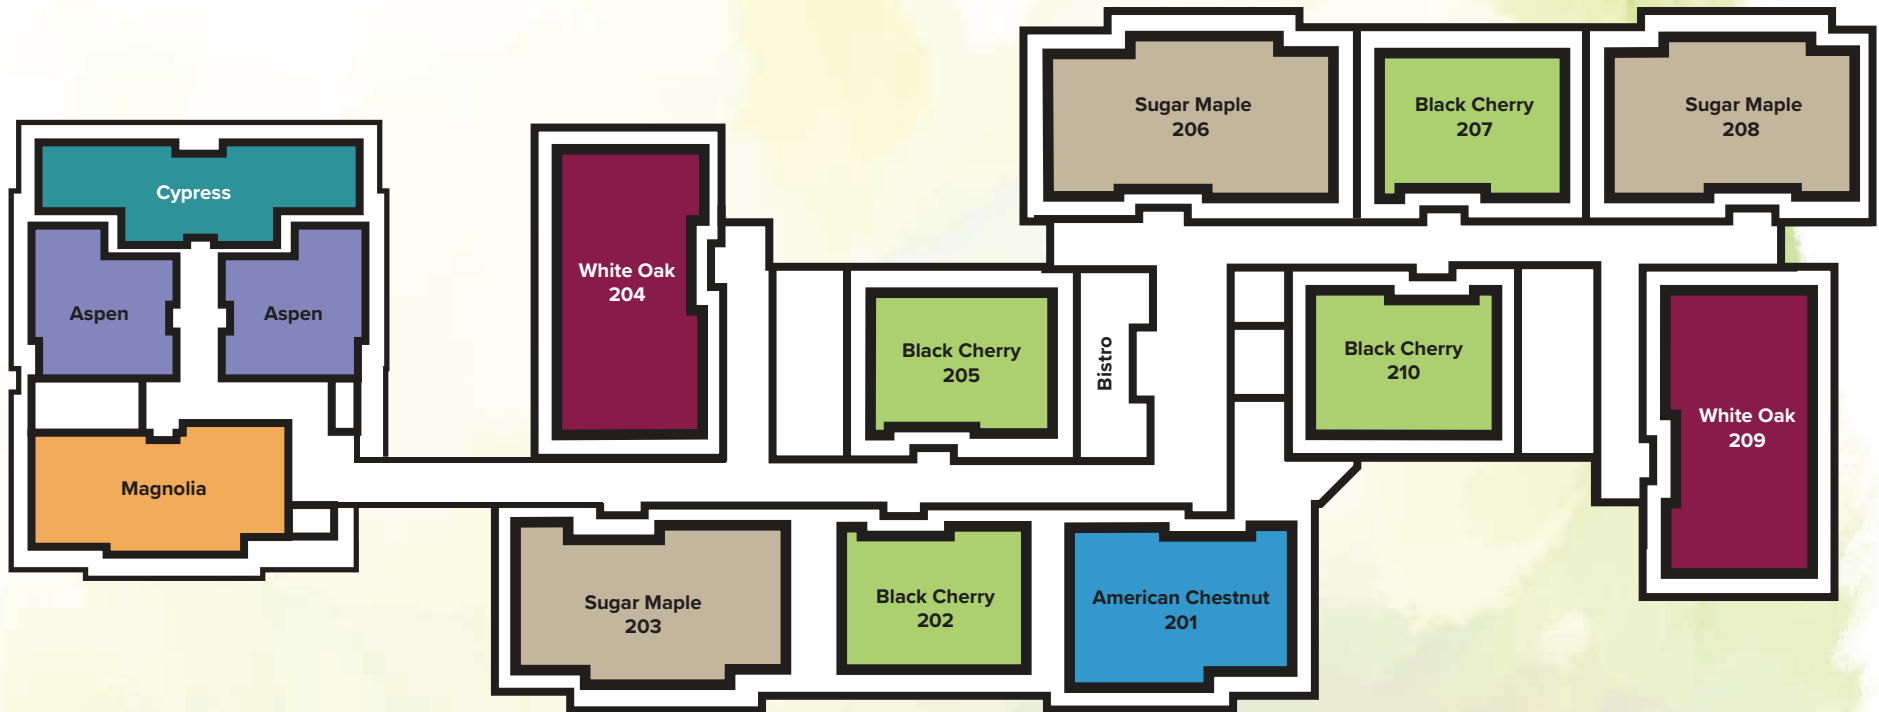 Sugar Maple
206
Black Cherry
207
Sugar Maple
208
Cypress
Aspen
Aspen
White Oak
204
Black Cherry
205
Bistro
Black Cherry
210
White Oak
209
Magnolia
Sugar Maple
203
Black Cherry
202
American Chestnut
201